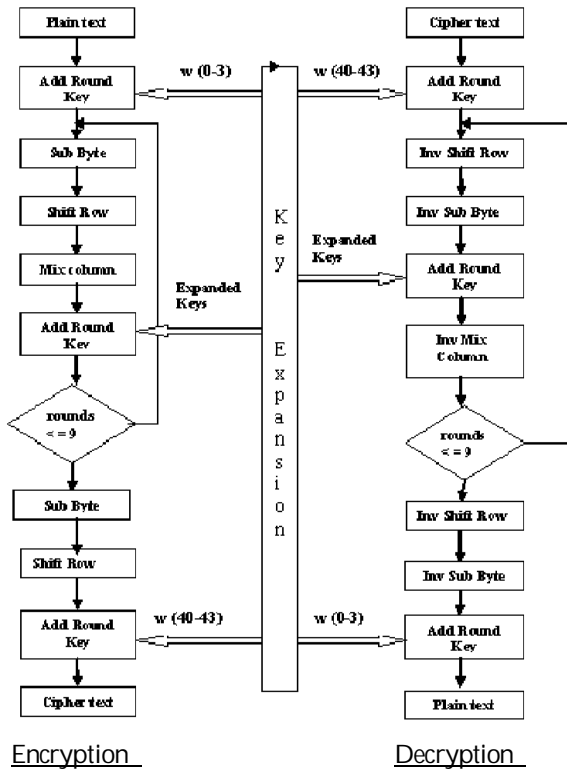 Plain text
Add Round
Key
Sub Byte
Shift Row
Mix column
Add Round
Key
rounds
< = 9
Sub Byte
Shift Row
Add Round
Key
Cipher text
Encryption
w (0-3)
Expanded
Keys
w (40-43)
Key Expansion
w (40-43)
Expanded
Keys
w (0-3)
Cipher text
Add Round
Key
Inv Shift Row
Inv Sub Byte
Add Round
Key
Inv Mix
Column
rounds
< = 9
Inv Shift Row
Inv Sub Byte
Add Round
Key
Plain text
Decryption